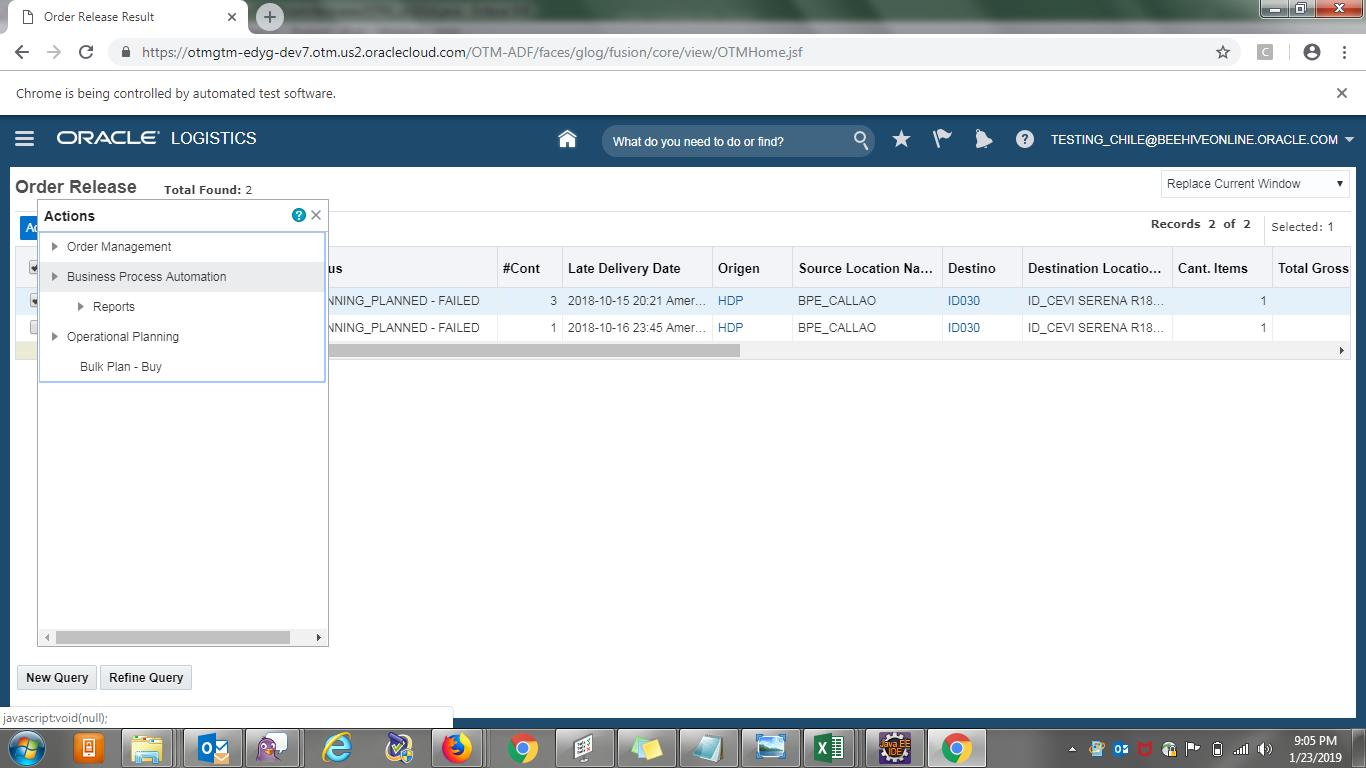 Order Release Result
https://otmgtm-edyg-dev7.otm.us2.oraclecloud.com/OTM-ADF/faces/glog/fusion/core/view/OTMHome.jsf
C
Chrome is being controlled by automated test software.
ORACLE LOGISTICS
What do you need to do or find?
TESTING_CHILE@BEEHIVEONLINE.ORACLE.COM
Order Release Total Found: 2
Replace Current Window
Records 2 of 2 Selected: 1
Actions
Order Management
Business Process Automation
Reports
Operational Planning
Bulk Plan - Buy
us #Cont Late Delivery Date Origen Source Location Na... Destino Destination Locatio... Cant. Items Total Gross
NNING_PLANNED - FAILED 3 2018-10-15 20:21 Amer... HDP BPE_CALLAO ID030 ID_CEVI SERENA R18... 1
NNING_PLANNED - FAILED 1 2018-10-16 23:45 Amer... HDP BPE_CALLAO ID030 ID_CEVI SERENA R18... 1
New Query Refine Query
javascript:void(null);
Java EE
IDE
9:05 PM
1/23/2019